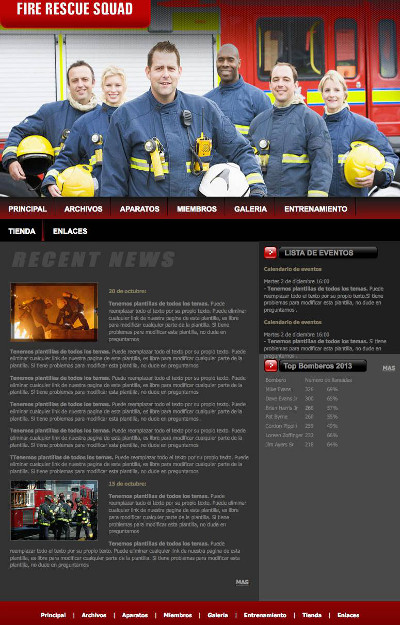 FIRE RESCUE SQUAD
PRINCIPAL ARCHIVOS APARATOS MIEMBROS GALERIA ENTRENAMIENTO
TIENDA ENLACES
RECENT NEWS
20 de octubre:
Tenemos plantillas de todos los temas. Puede
reemplazar todo el texto por su propio texto. Puede eliminar
cualquier link de nuestra pagina de esta plantilla, es libre
para modificar cualquier parte de la plantilla. Si tiene
problemas para modificar esta plantilla, no dude en
preguntarnos
Tenemos plantillas de todos los temas. Puede reemplazar todo el texto por su propio texto. Puede
eliminar cualquier link de nuestra pagina de esta plantilla, es libre para modificar cualquier parte de la
plantilla. Si tiene problemas para modificar esta plantilla, no dude en preguntarnos
Tenemos plantillas de todos los temas. Puede reemplazar todo el texto por su propio texto. Puede
eliminar cualquier link de nuestra pagina de esta plantilla, es libre para modificar cualquier parte de la
plantilla. Si tiene problemas para modificar esta plantilla, no dude en preguntarnos
Tenemos plantillas de todos los temas. Puede reemplazar todo el texto por su propio texto. Puede
eliminar cualquier link de nuestra pagina de esta plantilla, es libre para modificar cualquier parte de la
plantilla. Si tiene problemas para modificar esta plantilla, no dude en preguntarnos
Tenemos plantillas de todos los temas. Puede reemplazar todo el texto por su propio texto. Puede
eliminar cualquier link de nuestra pagina de esta plantilla, es libre para modificar cualquier parte de la
plantilla. Si tiene problemas para modificar esta plantilla, no dude en preguntarnos
TTenemos plantillas de todos los temas. Puede reemplazar todo el texto por su propio texto. Puede
eliminar cualquier link de nuestra pagina de esta plantilla, es libre para modificar cualquier parte de la
plantilla. Si tiene problemas para modificar esta plantilla, no dude en preguntarnos
15 de octubre:
Tenemos plantillas de todos los temas. Puede
reemplazar todo el texto por su propio texto. Puede eliminar
cualquier link de nuestra pagina de esta plantilla, es libre
para modificar cualquier parte de la plantilla. Si tiene
problemas para modificar esta plantilla, no dude en
preguntarnos
Tenemos plantillas de todos los temas. Puede
reemplazar todo el texto por su propio texto. Puede eliminar cualquier link de nuestra pagina de esta
plantilla, es libre para modificar cualquier parte de la plantilla. Si tiene problemas para modificar esta
plantilla, no dude en preguntarnos
MAS
LISTA DE EVENTOS
Calendario de eventos
Martes 2 de diciembre 16:00
- Tenemos plantillas de todos los temas. Puede
reemplazar todo el texto por su propio texto.Si tiene
problemas para modificar esta plantilla, no dude en
preguntarnos .
Calendario de eventos
Martes 2 de diciembre 16:00
- Tenemos plantillas de todos los temas. Puede
reemplazar todo el texto por su propio texto.Si tiene
problemas para modificar esta plantilla, no dude en
preguntarnos .
Top Bomberos 2013
MAS
Bombero Numero de llamadas
Mike Evans 326 68%
Dave Evans Jr 300 65%
Brian Harris Jr 280 37%
260 35%
255 43%
233 66%
218 64%
Principal | Archivos | Aparatos | Miembros | Galeria | Entrenamiento | Tienda | Enlaces